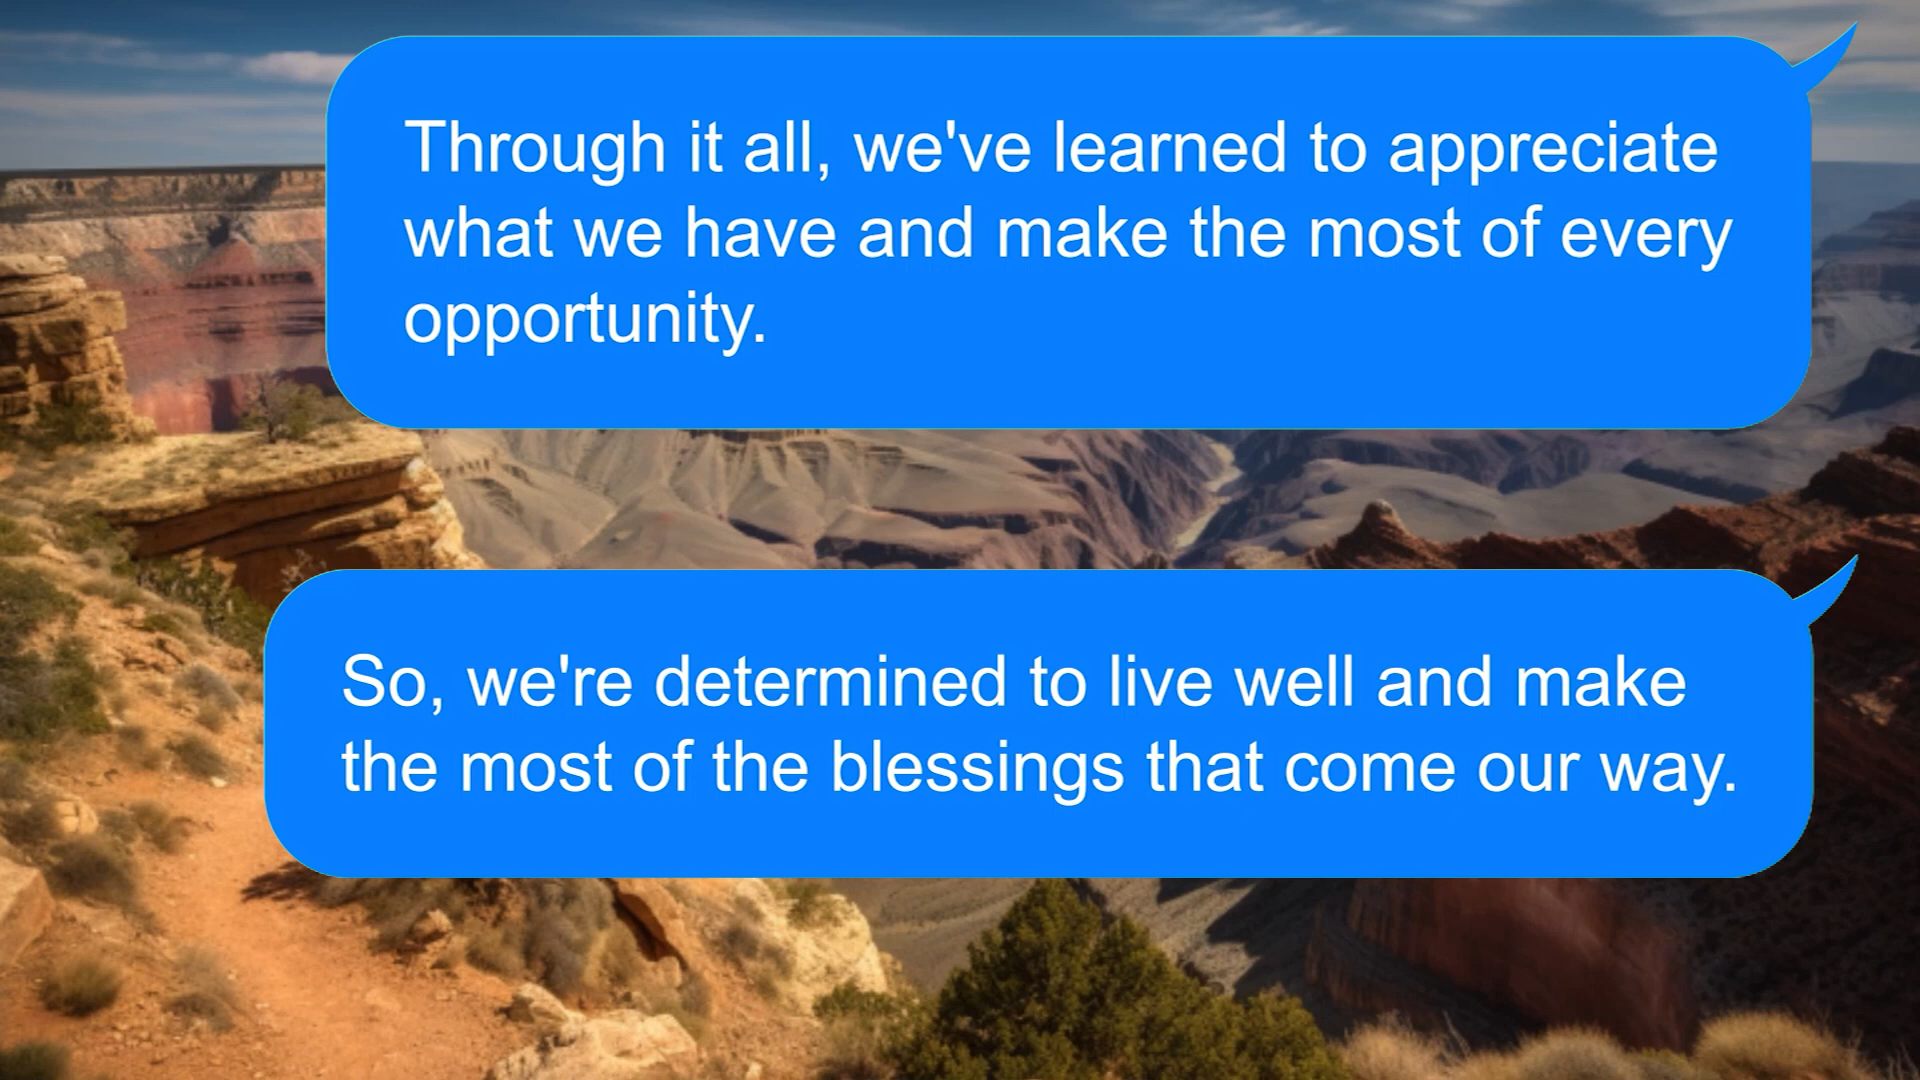 Through it all, we've learned to appreciate
what we have and make the most of every
opportunity.
So, we're determined to live well and make
the most of the blessings that come our way.